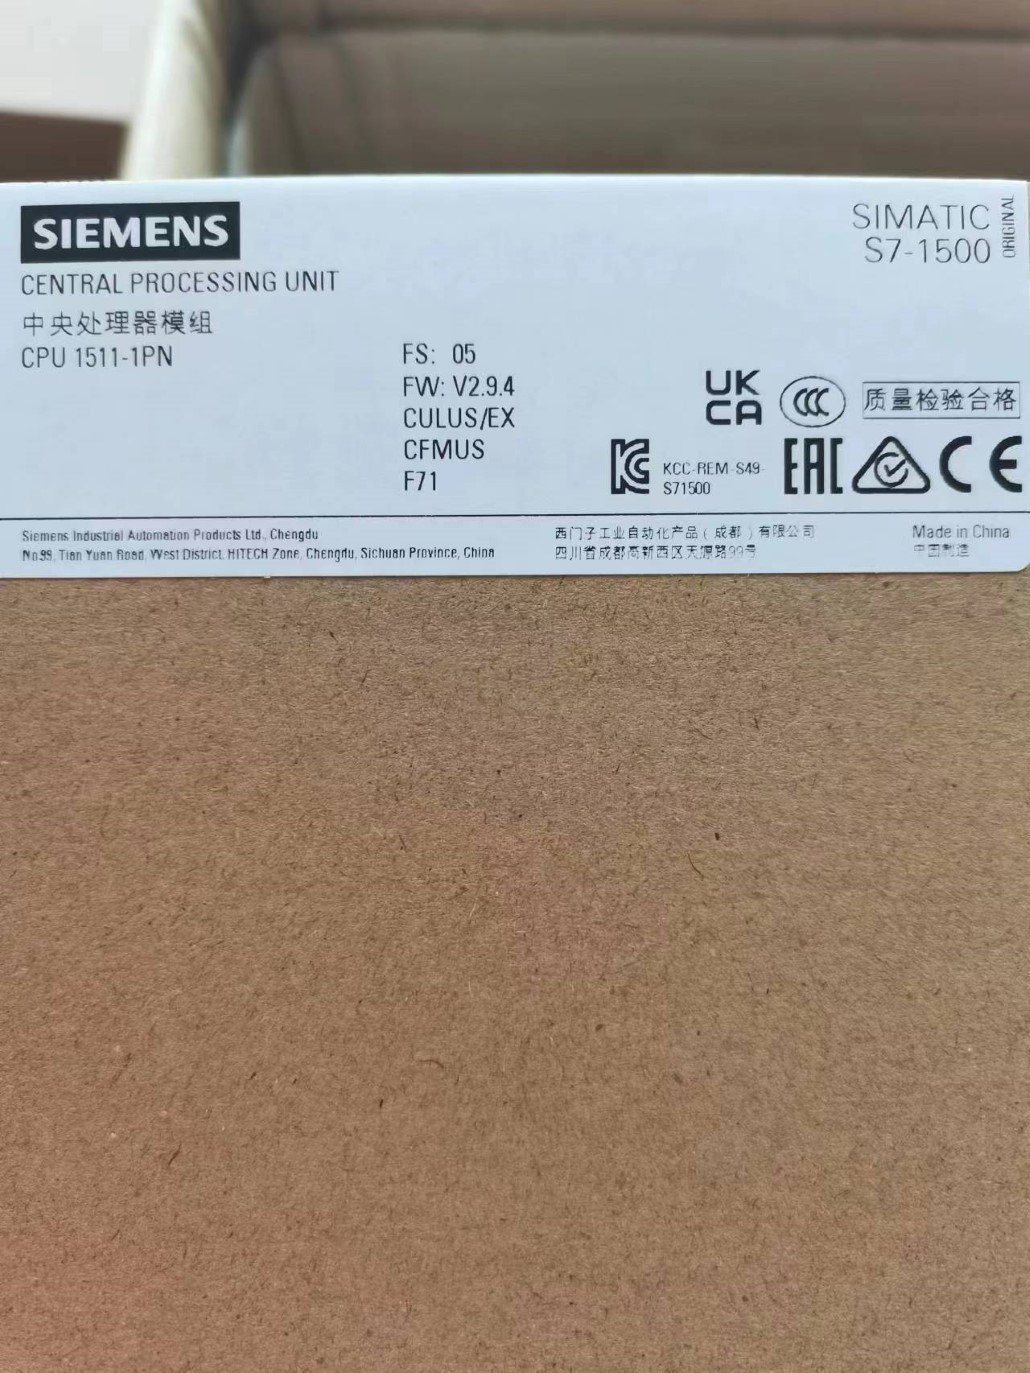 SIEMENS
SIMATIC
S7-1500
ORIGINAL
CENTRAL PROCESSING UNIT
中央处理器模组
CPU 1511-1PN
FS: 05
FW: V2.9.4
CULUS/EX
CFMUS
F71
UK
CA
CCC
质量检验合格
KCC-REM-S49-
S71500
EAC
CE
Siemens Industrial Automation Products Ltd., Chengdu
No.99, Tian Yuan Road, West District, HITECH Zone, Chengdu, Sichuan Province, China
西门子工业自动化产品（成都）有限公司
四川省成都高新西区天源路99号
Made in China
中国制造